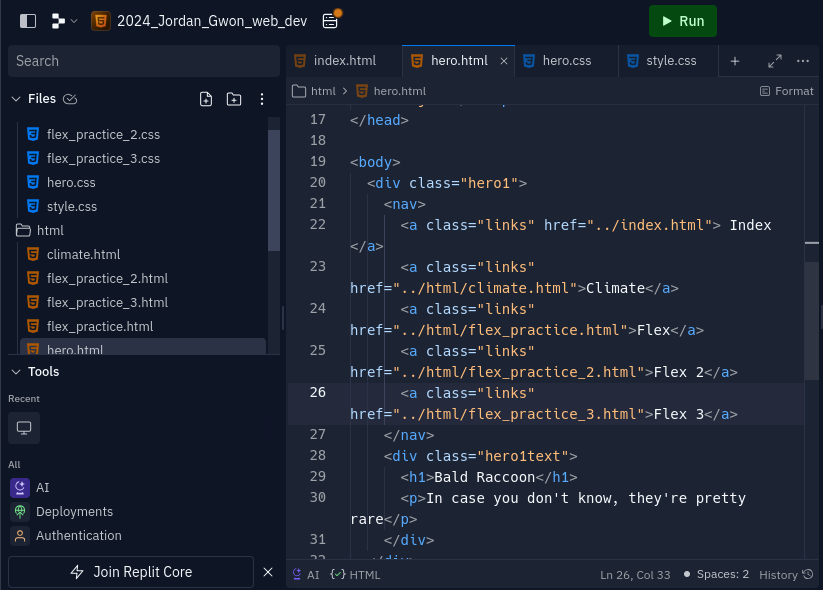 2024_Jordan_Gwon_web_dev
Run
Search
index.html
hero.html
hero.css
style.css
Files
html
hero.html
Format
flex_practice_2.css
flex_practice_3.css
hero.css
style.css
html
climate.html
flex_practice_2.html
flex_practice_3.html
flex_practice.html
hero.html
Tools
Recent
All
AI
Deployments
Authentication
Join Replit Core
17 </head>
18
19 <body>
20 <div class="hero1">
21 <nav>
22 <a class="links" href="../index.html"> Index
</a>
23 <a class="links"
href="../html/climate.html">Climate</a>
24 <a class="links"
href="../html/flex_practice.html">Flex</a>
25 <a class="links"
href="../html/flex_practice_2.html">Flex 2</a>
26 <a class="links"
href="../html/flex_practice_3.html">Flex 3</a>
27 </nav>
28 <div class="hero1text">
29 <h1>Bald Raccoon</h1>
30 <p>In case you don't know, they're pretty
rare</p>
31 </div>
32 </div>
AI
HTML
Ln 26, Col 33
Spaces: 2
History